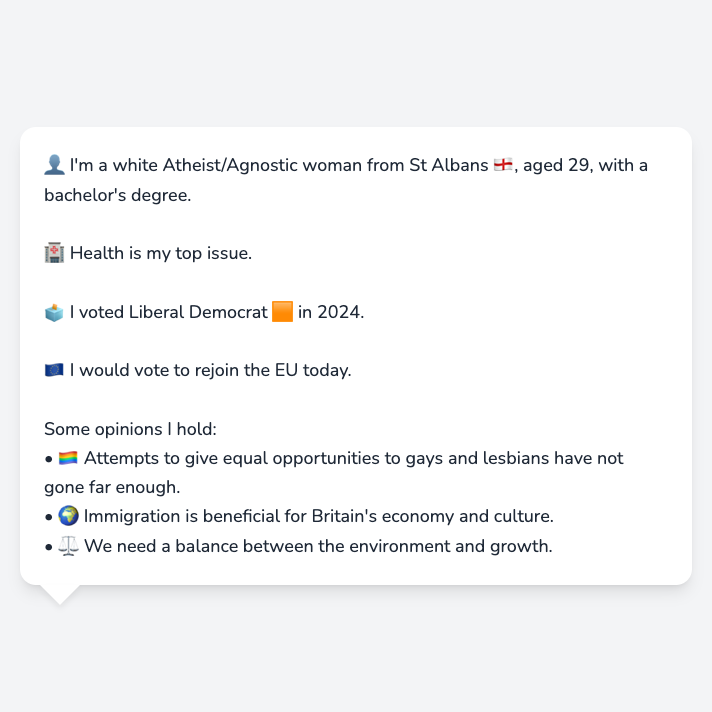 👤 I'm a white Atheist/Agnostic woman from St Albans 🏴󠁧󠁢󠁥󠁮󠁧󠁿, aged 29, with a
bachelor's degree.
🏥 Health is my top issue.
🗳️ I voted Liberal Democrat 🟧 in 2024.
🇪🇺 I would vote to rejoin the EU today.
Some opinions I hold:
• 🏳️‍🌈 Attempts to give equal opportunities to gays and lesbians have not
gone far enough.
• 🌍 Immigration is beneficial for Britain's economy and culture.
• ⚖️ We need a balance between the environment and growth.